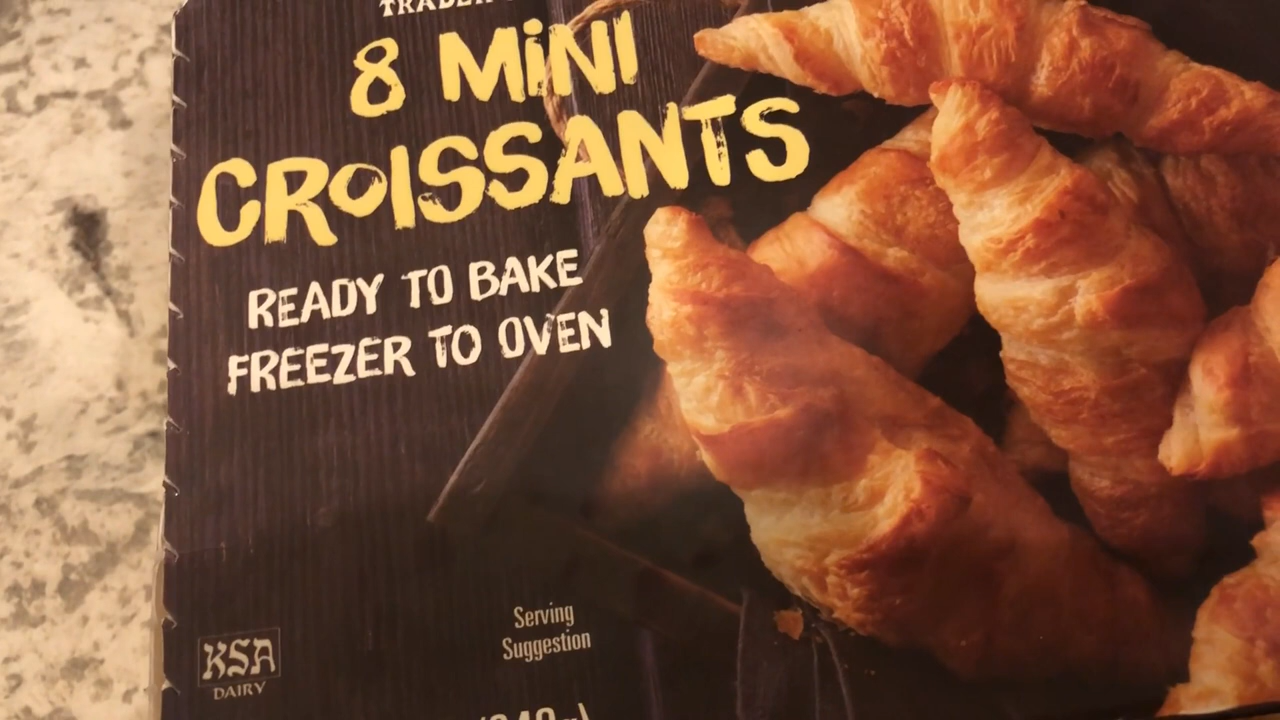 8 MiNI
CROISSANTS
READY TO BAKE
FREEZER TO OVEN
Serving
Suggestion
KSA
DAIRY